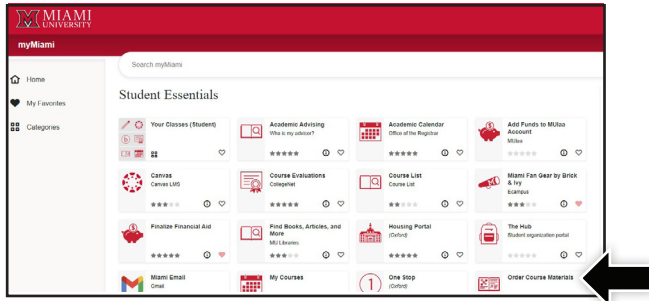 MIAMI
UNIVERSITY
myMiami
Search myMiami
Home
My Favorites
Categories
Student Essentials
Your Classes (Student)
Academic Advising
Who is my advisor?
Academic Calendar
Office of the Registrar
Add Funds to MUlaa
Account
MUlaa
Canvas
Canvas LMS
Course Evaluations
CollegeNet
Course List
Course List
Miami Fan Gear by Brick
& Ivy
Ecampus
Finalize Financial Aid
Find Books, Articles, and
More
MU Libraries
Housing Portal
(Oxford)
The Hub
Student organization portal
Miami Email
Gmail
My Courses
1
One Stop
(Oxford)
Order Course Materials